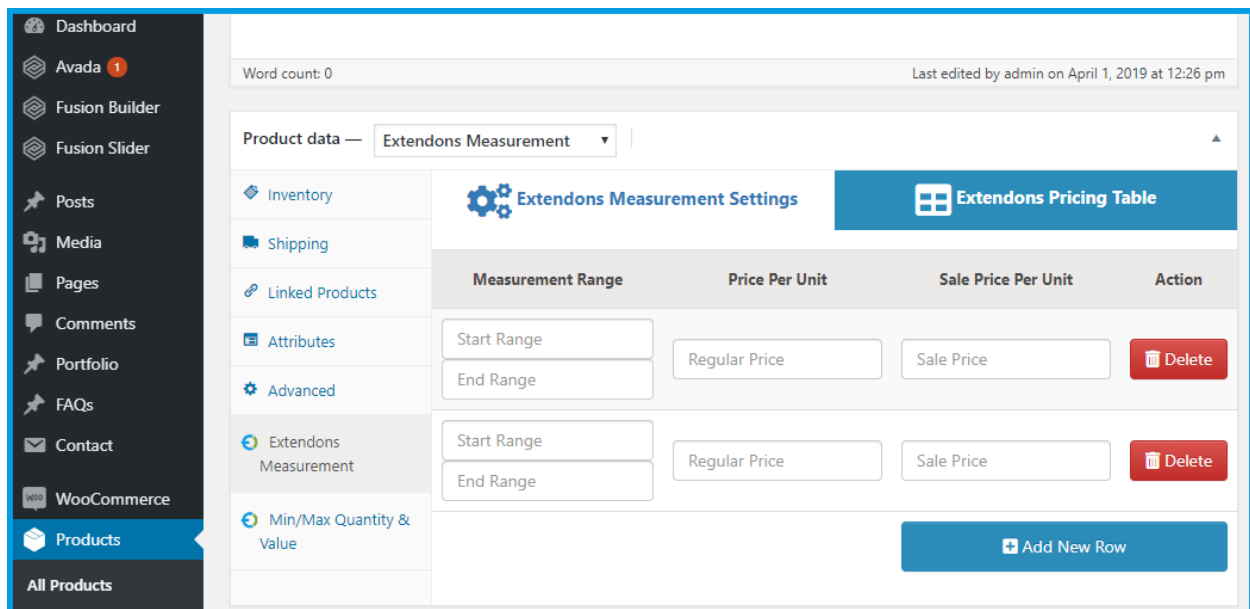 Dashboard
Avada 1
Fusion Builder
Fusion Slider
Posts
Media
Pages
Comments
Portfolio
FAQs
Contact
Woo WooCommerce
Products
All Products
Word count: 0
Last edited by admin on April 1, 2019 at 12:26 pm
Product data — Extendons Measurement
Inventory
Shipping
Linked Products
Attributes
Advanced
Extendons
Measurement
Min/Max Quantity &
Value
Extendons Measurement Settings
Extendons Pricing Table
Measurement Range Price Per Unit Sale Price Per Unit Action
Start Range
End Range
Regular Price
Sale Price
Delete
Start Range
End Range
Regular Price
Sale Price
Delete
Add New Row